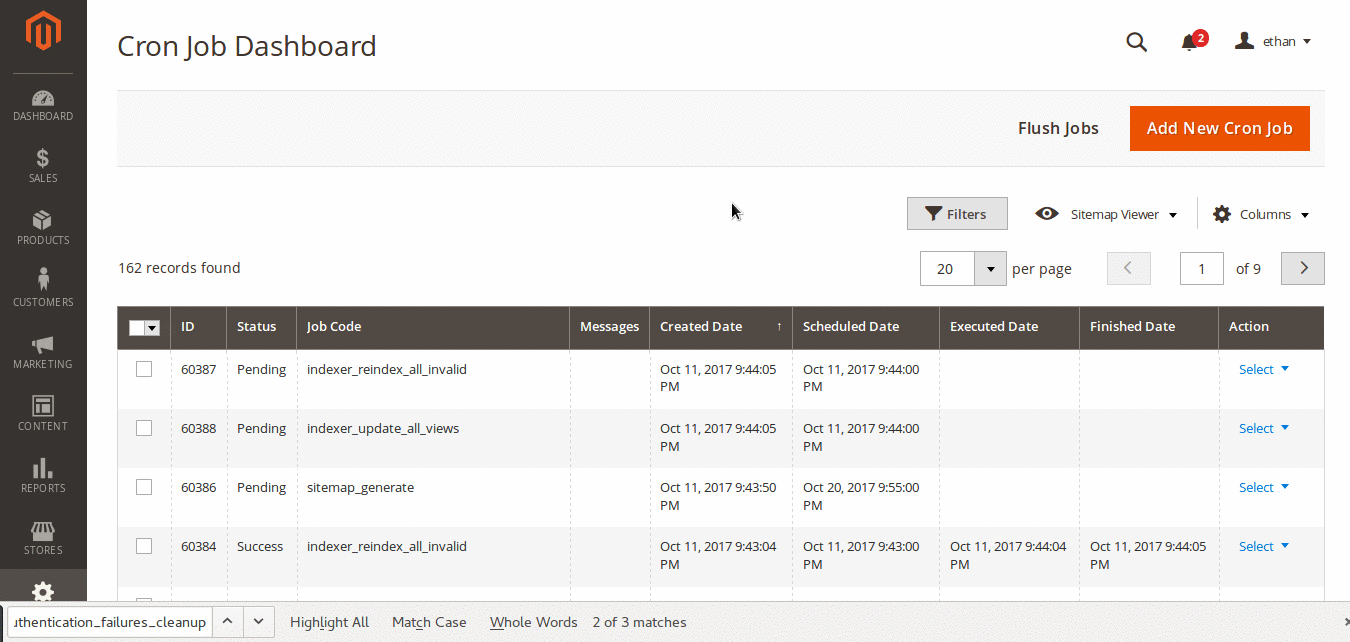 Cron Job Dashboard
2
ethan
DASHBOARD
SALES
PRODUCTS
CUSTOMERS
MARKETING
CONTENT
REPORTS
STORES
Flush Jobs
Add New Cron Job
Filters
Sitemap Viewer
Columns
162 records found
20
per page
1
of 9
ID Status Job Code Messages Created Date ↑ Scheduled Date Executed Date Finished Date Action
60387 Pending indexer_reindex_all_invalid Oct 11, 2017 9:44:05 Oct 11, 2017 9:44:00 Select
PM PM
60388 Pending indexer_update_all_views Oct 11, 2017 9:44:05 Oct 11, 2017 9:44:00 Select
PM PM
60386 Pending sitemap_generate Oct 11, 2017 9:43:50 Oct 20, 2017 9:55:00 Select
PM PM
60384 Success indexer_reindex_all_invalid Oct 11, 2017 9:43:04 Oct 11, 2017 9:43:00 Oct 11, 2017 9:44:04 Oct 11, 2017 9:44:05 Select
PM PM PM PM
thentication_failures_cleanup
Highlight All
Match Case
Whole Words
2 of 3 matches